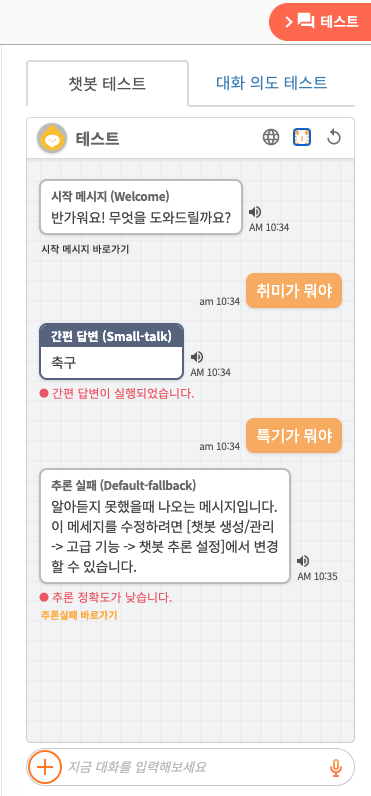 테스트
챗봇 테스트
대화 의도 테스트
테스트
시작 메시지 (Welcome)
반가워요! 무엇을 도와드릴까요?
AM 10:34
시작 메시지 바로가기
취미가 뭐야
am 10:34
간편 답변 (Small-talk)
축구
AM 10:34
간편 답변이 실행되었습니다.
특기가 뭐야
am 10:34
추론 실패 (Default-fallback)
알아듣지 못했을때 나오는 메시지입니다.
이 메세지를 수정하려면 [챗봇 생성/관리
-> 고급 기능 -> 챗봇 추론 설정]에서 변경
할 수 있습니다.
AM 10:35
추론 정확도가 낮습니다.
추론실패 바로가기
지금 대화를 입력해보세요